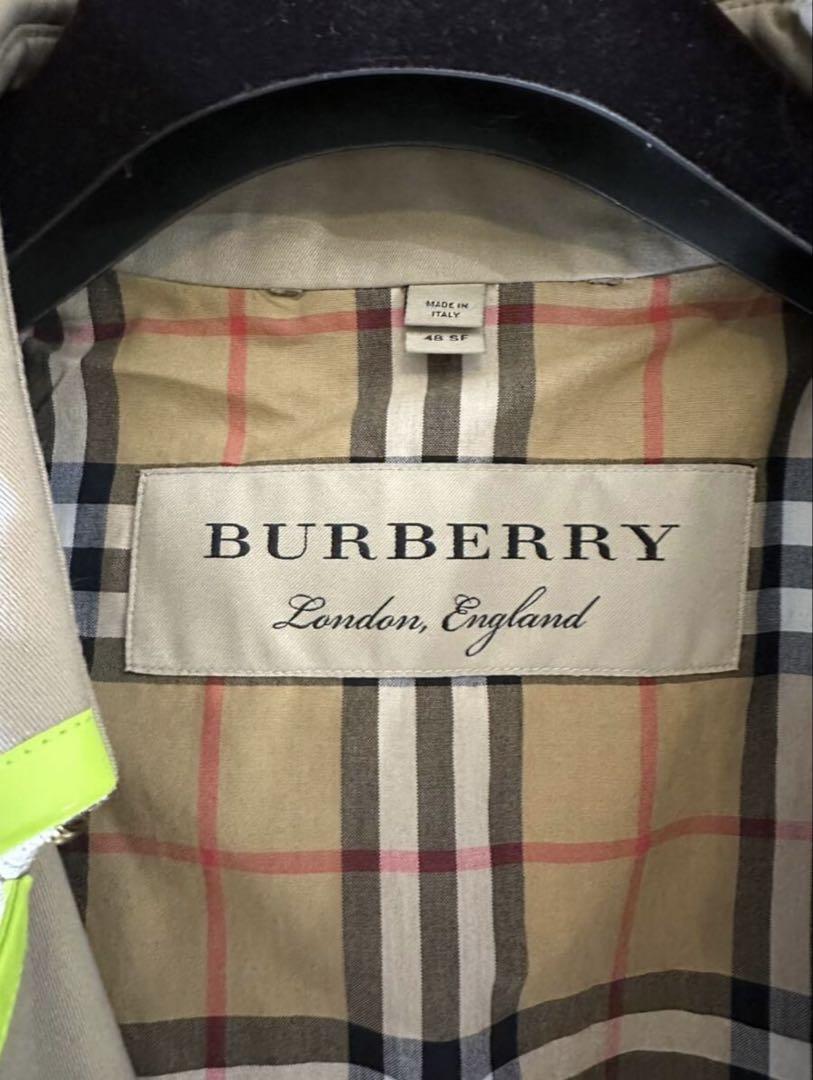 MADE IN
ITALY
48 SF
BURBERRY
London, England